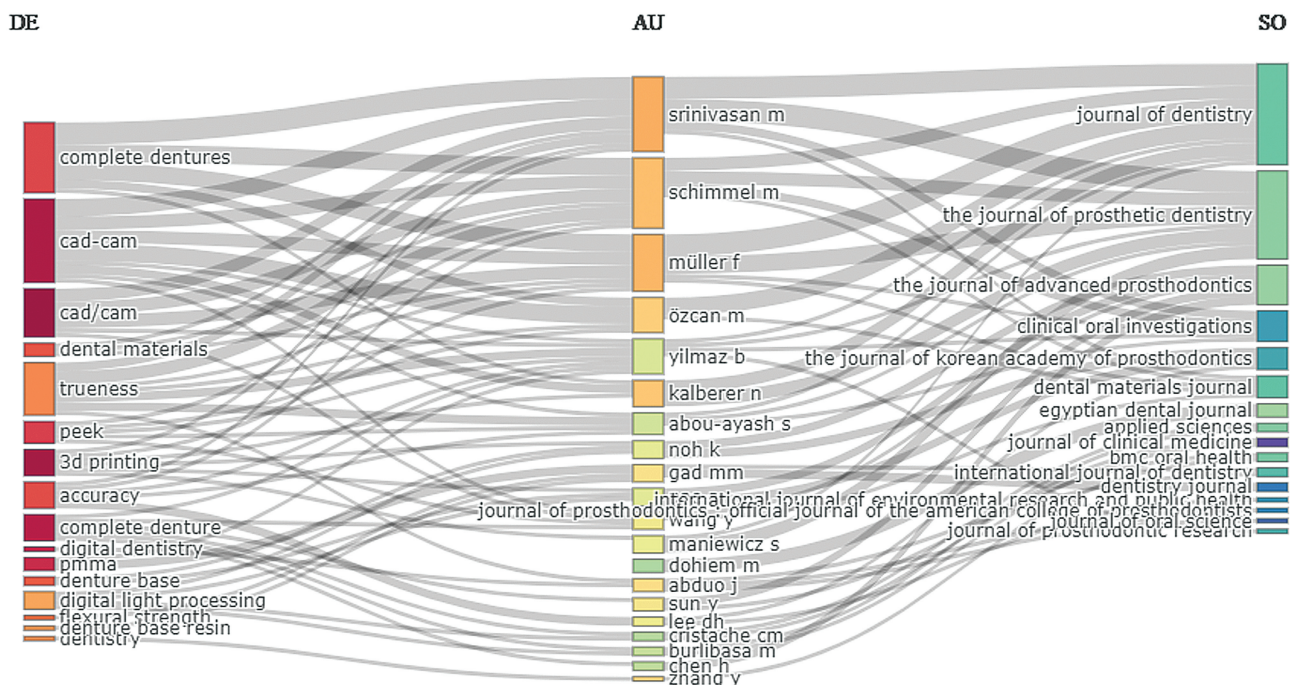 DE
AU
SO
complete dentures
cad-cam
cad/cam
dental materials
trueness
peek
3d printing
accuracy
complete denture
digital dentistry
pmma
denture base
digital light processing
flexural strength
denture base resin
dentistry
srinivasan m
schimmel m
müller f
özcan m
yilmaz b
kalberer n
abou-ayash s
noh k
gad mm
wang y
maniewicz s
dohiem m
abduo j
sun y
lee dh
cristache cm
burlibasa m
chen h
zhang y
journal of dentistry
the journal of prosthetic dentistry
the journal of advanced prosthodontics
clinical oral investigations
the journal of korean academy of prosthodontics
dental materials journal
egyptian dental journal
applied sciences
journal of clinical medicine
bmc oral health
international journal of dentistry
dentistry journal
international journal of environmental research and public health
journal of prosthodontics : official journal of the american college of prosthodontists
journal of oral science
journal of prosthodontic research